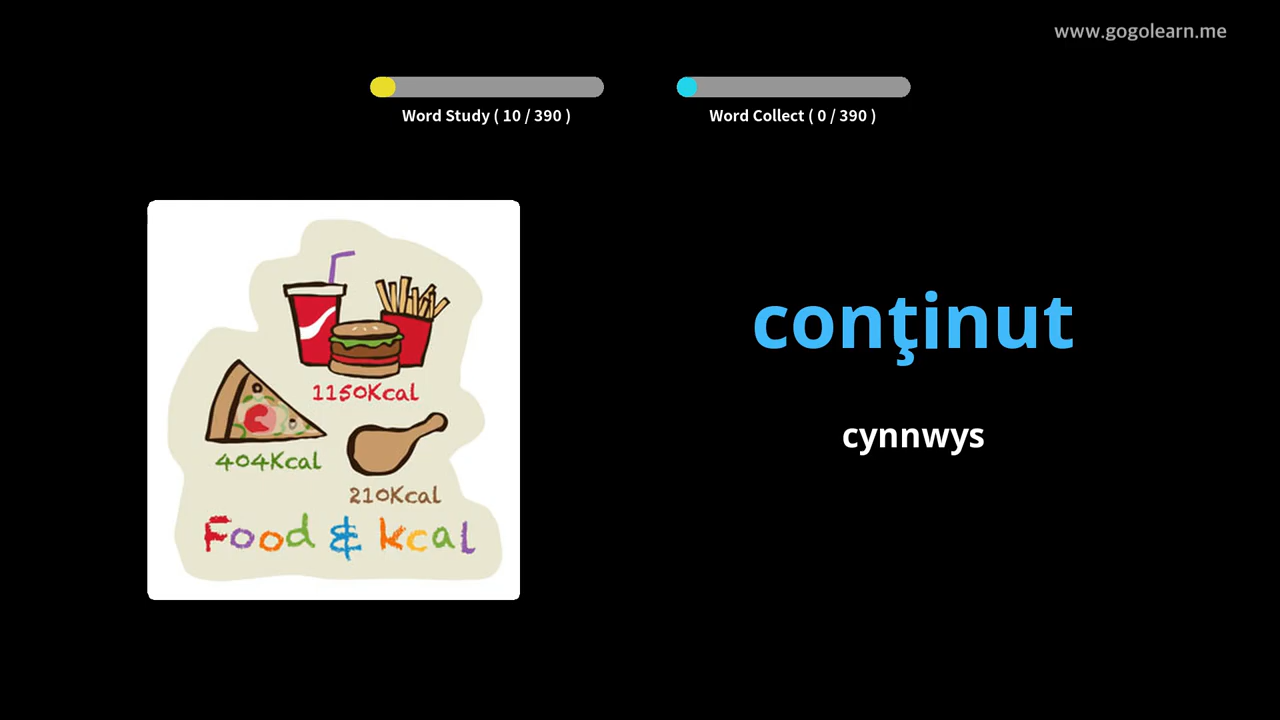 www.gogolearn.me
Word Study ( 10 / 390 )
Word Collect ( 0 / 390 )
1150Kcal
404Kcal
210Kcal
Food & kcal
conţinut
cynnwys